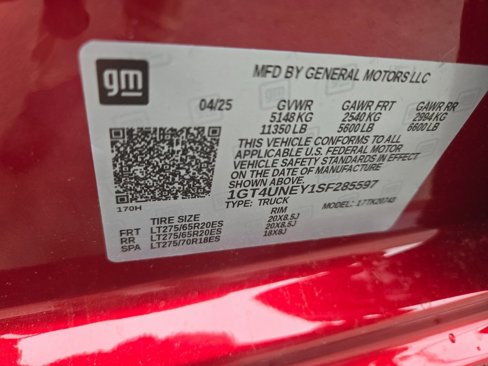 gm
MFD BY GENERAL MOTORS LLC
04/25 GVWR GAWR FRT GAWR RR
5148 KG 2540 KG 2994 KG
11350 LB 5600 LB 6600 LB
THIS VEHICLE CONFORMS TO ALL
APPLICABLE U.S. FEDERAL MOTOR
VEHICLE SAFETY STANDARDS IN EFFECT
ON THE DATE OF MANUFACTURE
SHOWN ABOVE.
1GT4UNEY1SF285597
TYPE: TRUCK MODEL: 17TK20743
170H
TIRE SIZE RIM
FRT LT275/65R20ES 20X8.5J
RR LT275/65R20ES 20X8.5J
SPA LT275/70R18ES 18X8J